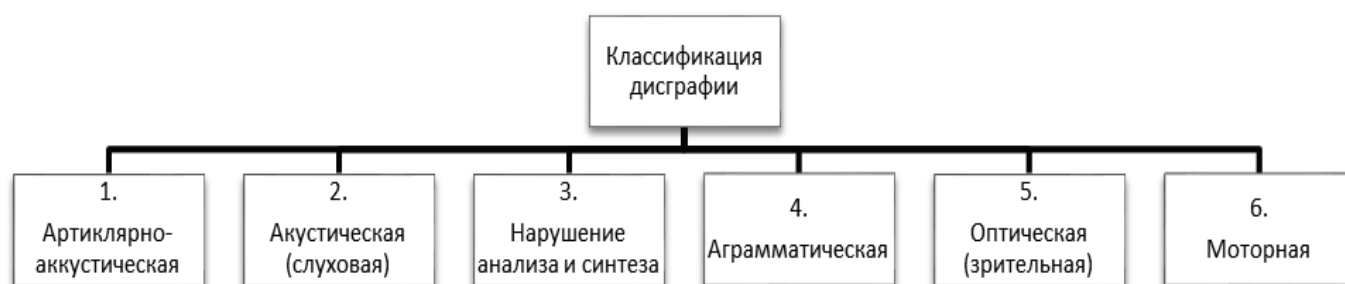 Классификация
дисграфии
1.
Артиклярно-
аккустическая
2.
Акустическая
(слуховая)
3.
Нарушение
анализа и синтеза
4.
Аграмматическая
5.
Оптическая
(зрительная)
6.
Моторная